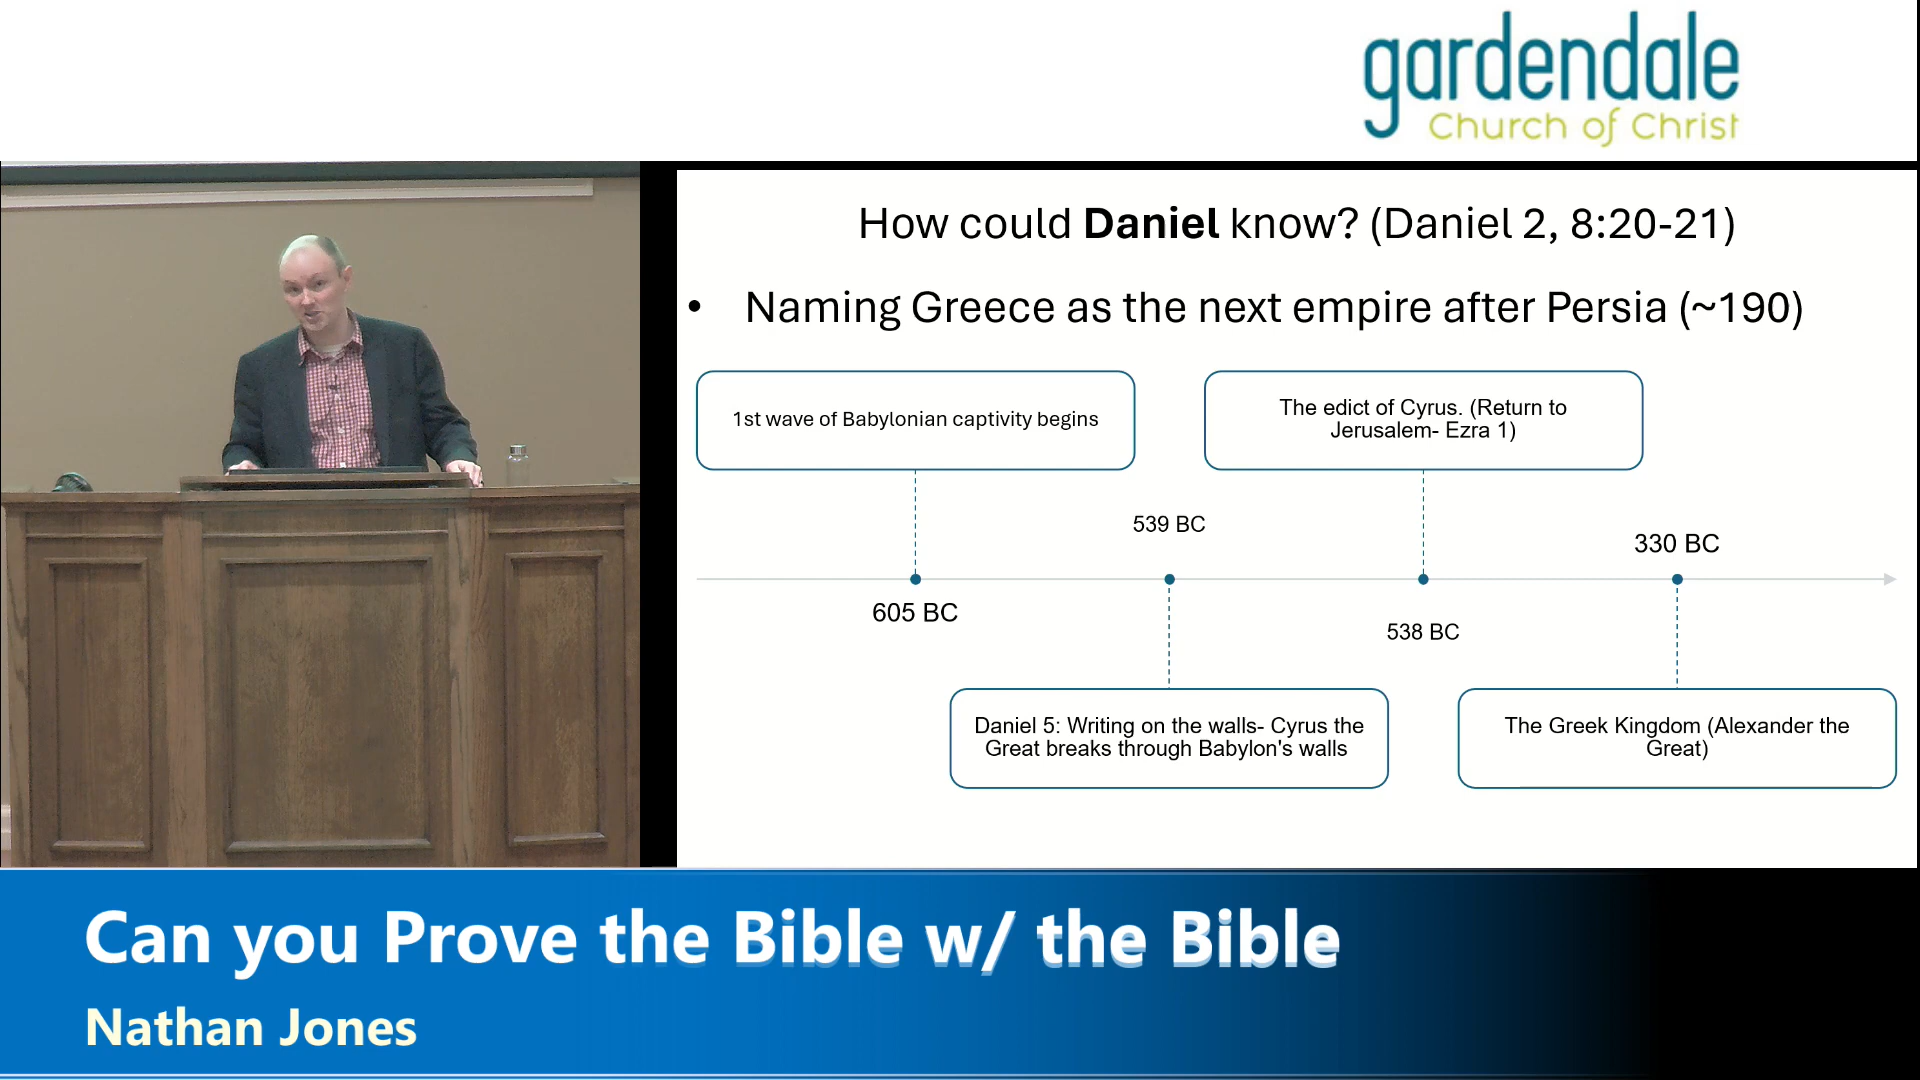 gardendale
Church of Christ
How could Daniel know? (Daniel 2, 8:20-21)
• Naming Greece as the next empire after Persia (~190)
1st wave of Babylonian captivity begins
The edict of Cyrus. (Return to
Jerusalem- Ezra 1)
539 BC
330 BC
605 BC
538 BC
Daniel 5: Writing on the walls- Cyrus the
Great breaks through Babylon's walls
The Greek Kingdom (Alexander the
Great)
Can you Prove the Bible w/ the Bible
Nathan Jones